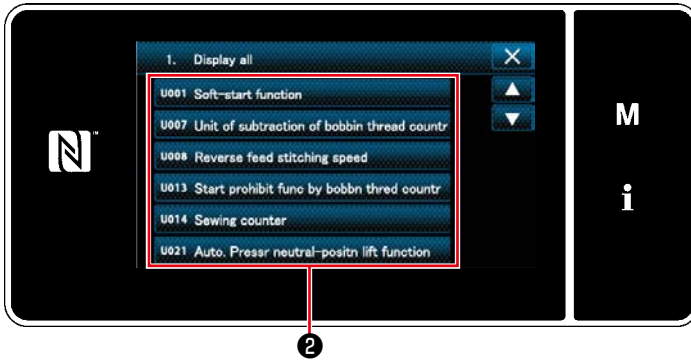 1. Display all
U001 Soft-start function
U007 Unit of subtraction of bobbin thread countr
U008 Reverse feed stitching speed
U013 Start prohibit func by bobbn thred countr
U014 Sewing counter
U021 Auto. Pressr neutral-positn lift function
N™
M
i
❷